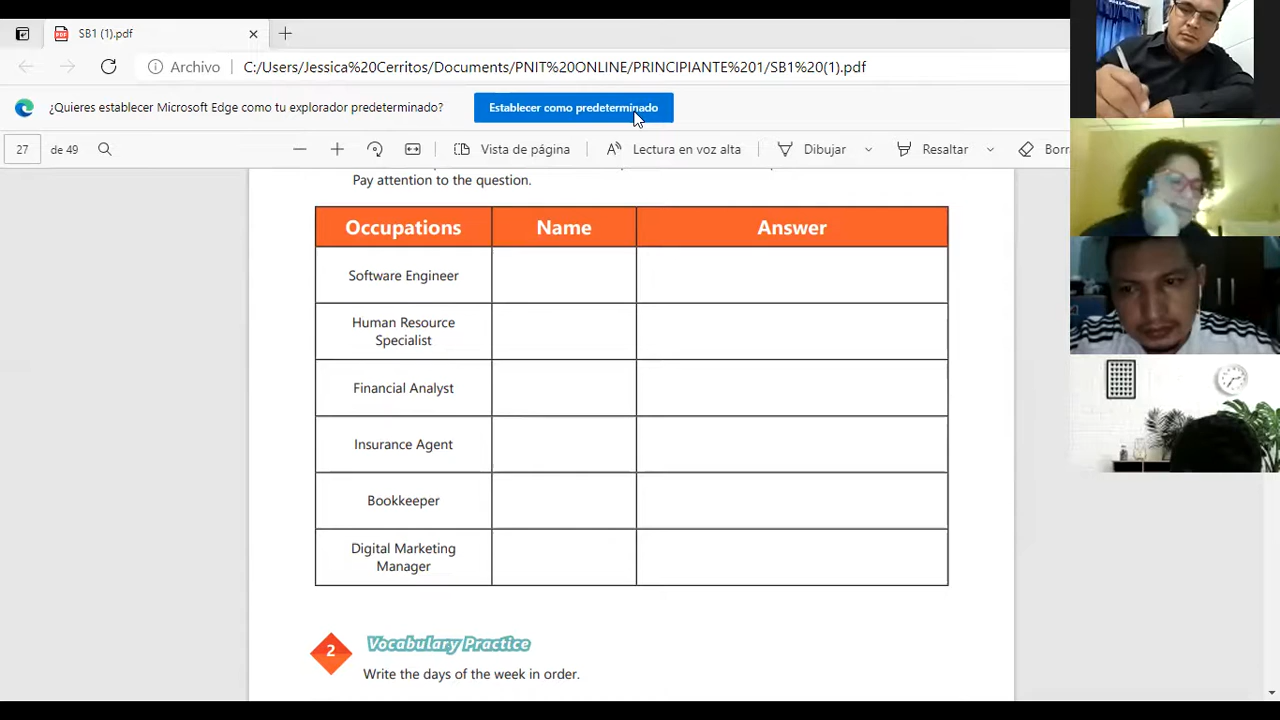 SB1 (1).pdf
Archivo C:/Users/Jessica%20Cerritos/Documents/PNIT%20ONLINE/PRINCIPIANTE%201/SB1%20(1).pdf
¿Quieres establecer Microsoft Edge como tu explorador predeterminado? Establecer como predeterminado
27 de 49 Vista de página Lectura en voz alta Dibujar Resaltar Borr
Pay attention to the question.
Occupations Name Answer
Software Engineer
Human Resource
Specialist
Financial Analyst
Insurance Agent
Bookkeeper
Digital Marketing
Manager
2 Vocabulary Practice
Write the days of the week in order.